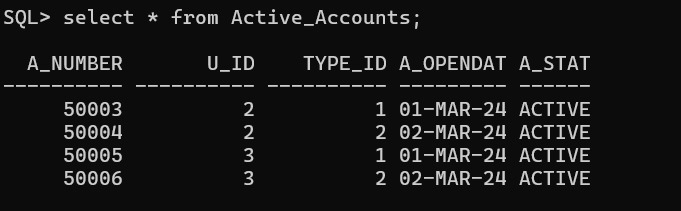 SQL> select * from Active_Accounts;
A_NUMBER U_ID TYPE_ID A_OPENDAT A_STAT
---------- ---------- ---------- --------- ------
50003 2 1 01-MAR-24 ACTIVE
50004 2 2 02-MAR-24 ACTIVE
50005 3 1 01-MAR-24 ACTIVE
50006 3 2 02-MAR-24 ACTIVE